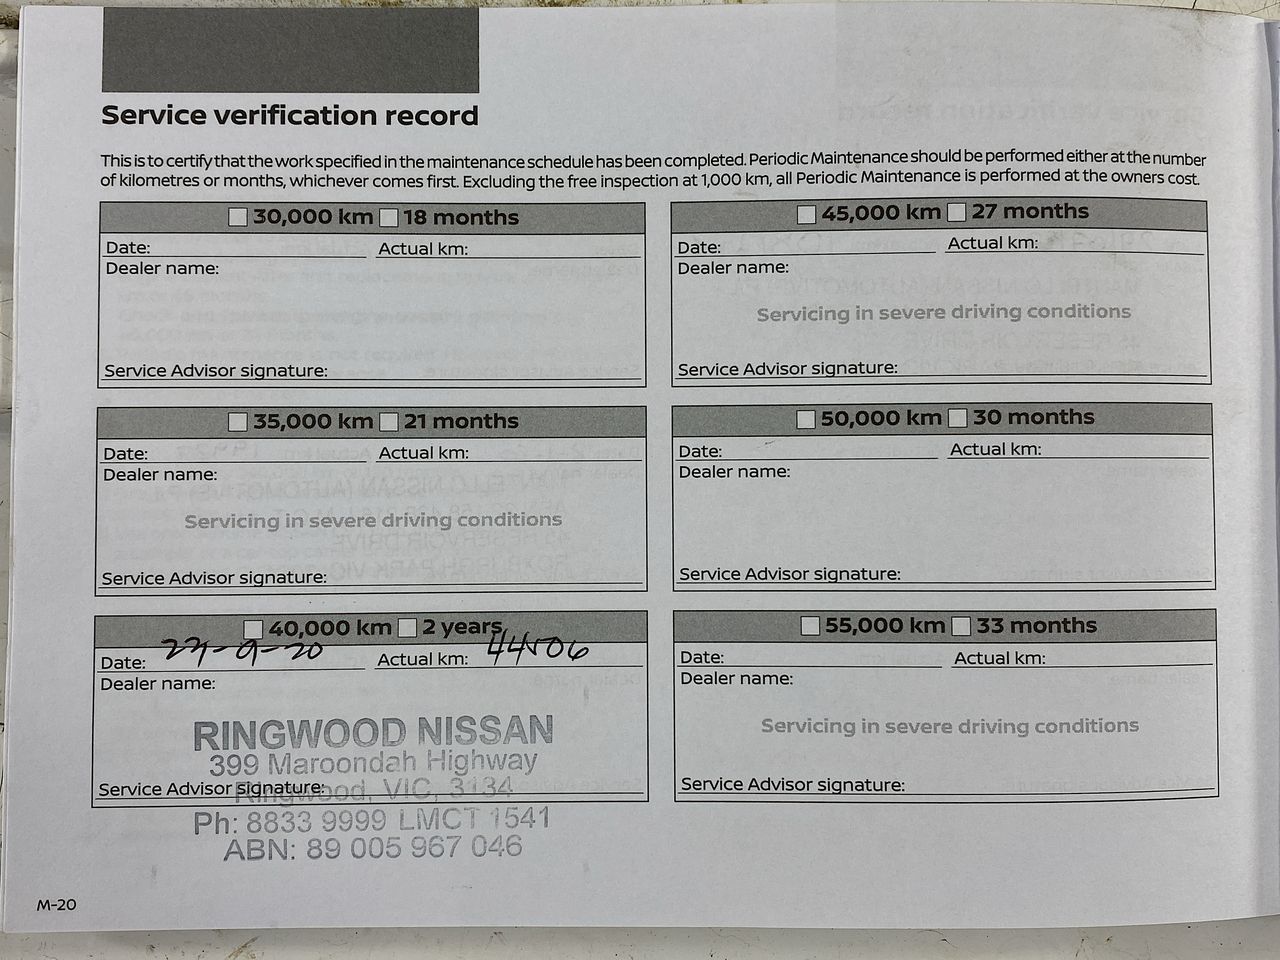 Service verification record
This is to certify that the work specified in the maintenance schedule has been completed. Periodic Maintenance should be performed either at the number
of kilometres or months, whichever comes first. Excluding the free inspection at 1,000 km, all Periodic Maintenance is performed at the owners cost.
30,000 km 18 months
Date: Actual km:
Dealer name:
Service Advisor signature:
35,000 km 21 months
Date: Actual km:
Dealer name:
Servicing in severe driving conditions
Service Advisor signature:
40,000 km 2 years
Date: Actual km: 44506
Dealer name:
RINGWOOD NISSAN
399 Maroondah Highway
Service Advisor signature:
Ringwood, VIC, 3134
Ph: 8833 9999 LMCT 1541
ABN: 89 005 967 046
45,000 km 27 months
Date: Actual km:
Dealer name:
Servicing in severe driving conditions
Service Advisor signature:
50,000 km 30 months
Date: Actual km:
Dealer name:
Service Advisor signature:
55,000 km 33 months
Date: Actual km:
Dealer name:
Servicing in severe driving conditions
Service Advisor signature:
M-20